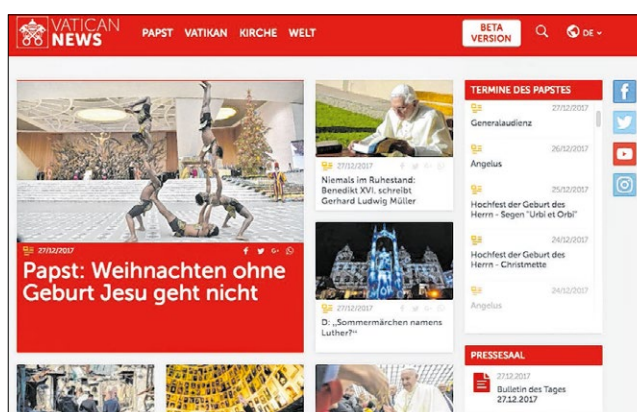 VATICAN
NEWS
PAPST VATIKAN KIRCHE WELT
BETA
VERSION
DE
27/12/2017
Papst: Weihnachten ohne
Geburt Jesu geht nicht
27/12/2017
Niemals im Ruhestand:
Benedikt XVI. schreibt
Gerhard Ludwig Müller
27/12/2017
D: „Sommermärchen namens
Luther?“
TERMINE DES PAPSTES
27/12/2017
Generalaudienz
26/12/2017
Angelus
25/12/2017
Hochfest der Geburt des
Herrn - Segen "Urbi et Orbi"
24/12/2017
Hochfest der Geburt des
Herrn - Christmette
24/12/2017
Angelus
PRESSESAAL
27.12.2017
Bulletin des Tages
27.12.2017